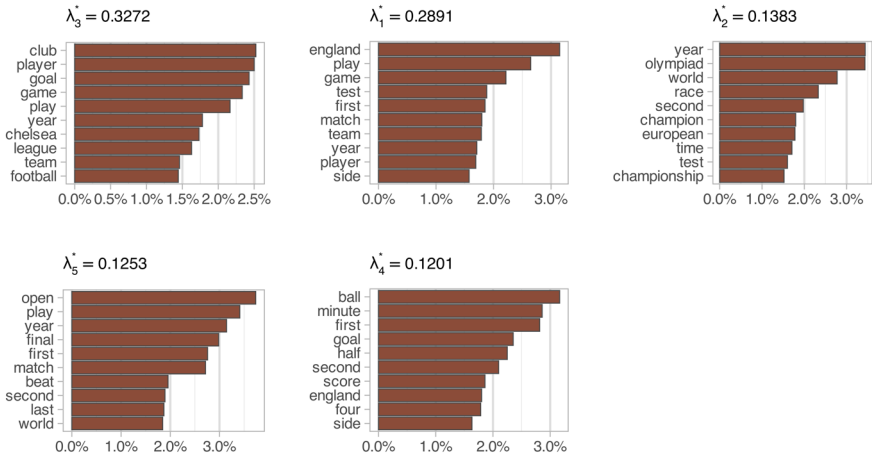 λ*3 = 0.3272
club
player
goal
game
play
year
chelsea
league
team
football
0.0% 0.5% 1.0% 1.5% 2.0% 2.5%
λ*1 = 0.2891
england
play
game
test
first
match
team
year
player
side
0.0% 1.0% 2.0% 3.0%
λ*2 = 0.1383
year
olympiad
world
race
second
champion
european
time
test
championship
0.0% 1.0% 2.0% 3.0%
λ*5 = 0.1253
open
play
year
final
first
match
beat
second
last
world
0.0% 1.0% 2.0% 3.0%
λ*4 = 0.1201
ball
minute
first
goal
half
second
score
england
four
side
0.0% 1.0% 2.0% 3.0%